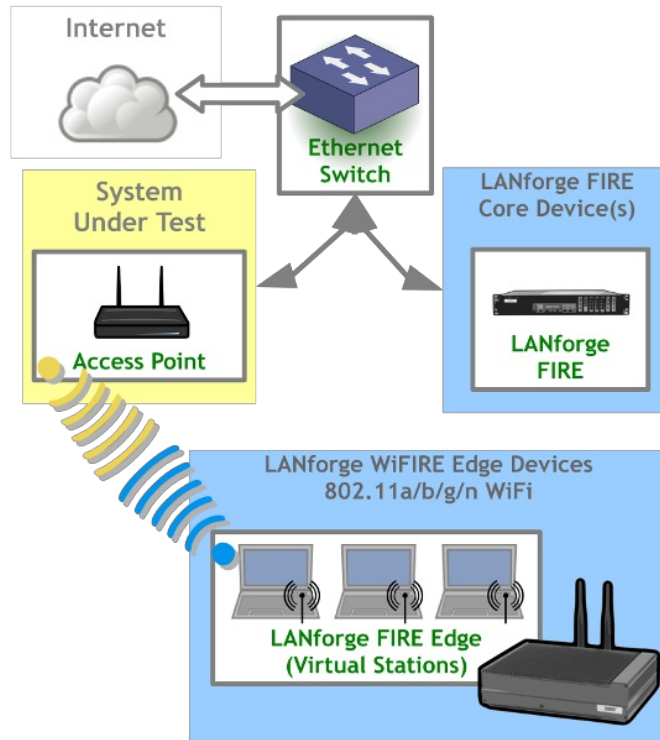 Internet
Ethernet
Switch
System
Under Test
Access Point
LANforge FIRE
Core Device(s)
LANforge
FIRE
LANforge WiFIRE Edge Devices
802.11a/b/g/n WiFi
LANforge FIRE Edge
(Virtual Stations)